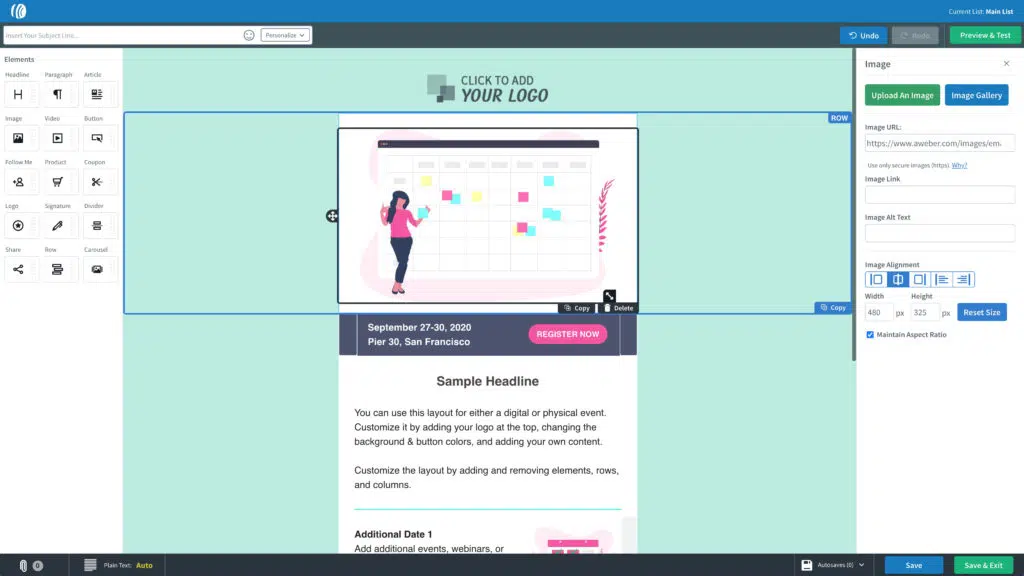 Current List: Main List
Insert Your Subject Line...
Personalize
Undo
Redo
Preview & Test
Elements
Headline Paragraph Article
H
Image Video Button
Follow Me Product Coupon
Logo Signature Divider
Share Row Carousel
CLICK TO ADD
YOUR LOGO
ROW
Copy Delete
Copy
September 27-30, 2020
Pier 30, San Francisco
REGISTER NOW
Sample Headline
You can use this layout for either a digital or physical event.
Customize it by adding your logo at the top, changing the
background & button colors, and adding your own content.
Customize the layout by adding and removing elements, rows,
and columns.
Additional Date 1
Add additional events, webinars, or
Image
Upload An Image Image Gallery
Image URL:
https://www.aweber.com/images/em
Use only secure images (https). Why?
Image Link
Image Alt Text
Image Alignment
Width Height
480 px 325 px Reset Size
Maintain Aspect Ratio
0
Plain Text: Auto
Autosaves (0)
Save
Save & Exit